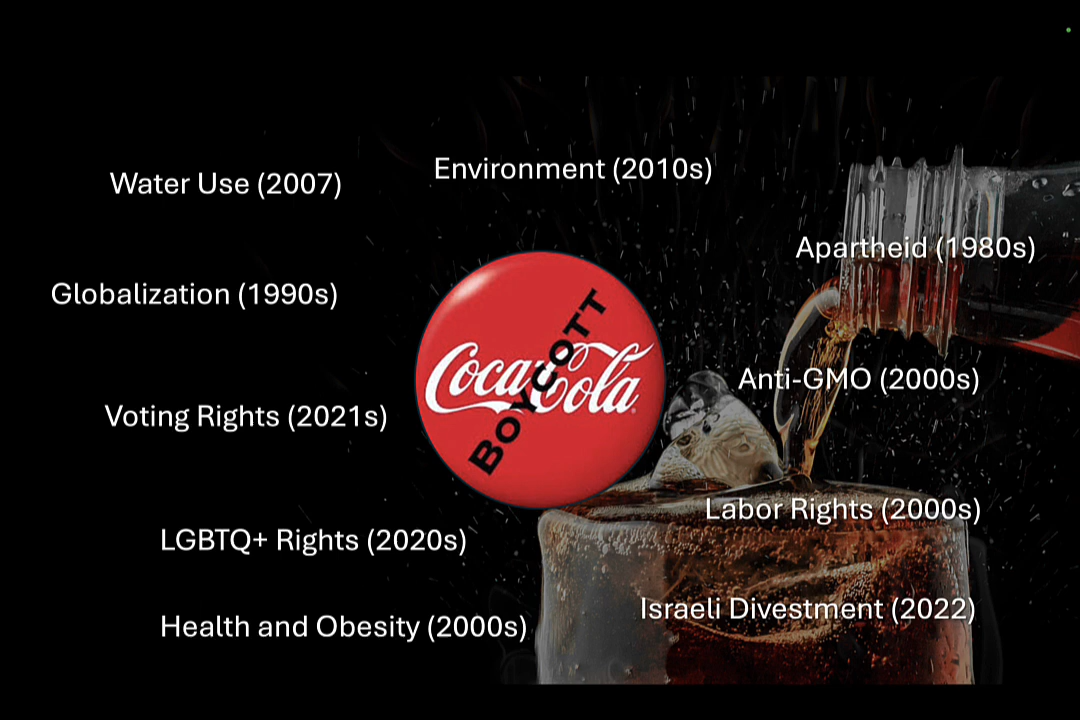 Environment (2010s)
Water Use (2007)
Apartheid (1980s)
Globalization (1990s)
Coca-Cola
BOYCOTT
Anti-GMO (2000s)
Voting Rights (2021s)
Labor Rights (2000s)
LGBTQ+ Rights (2020s)
Israeli Divestment (2022)
Health and Obesity (2000s)